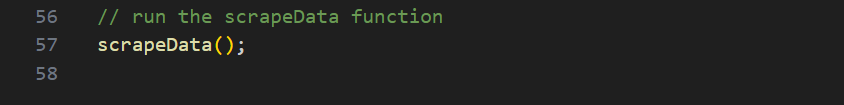 56 // run the scrapeData function
57 scrapeData();
58